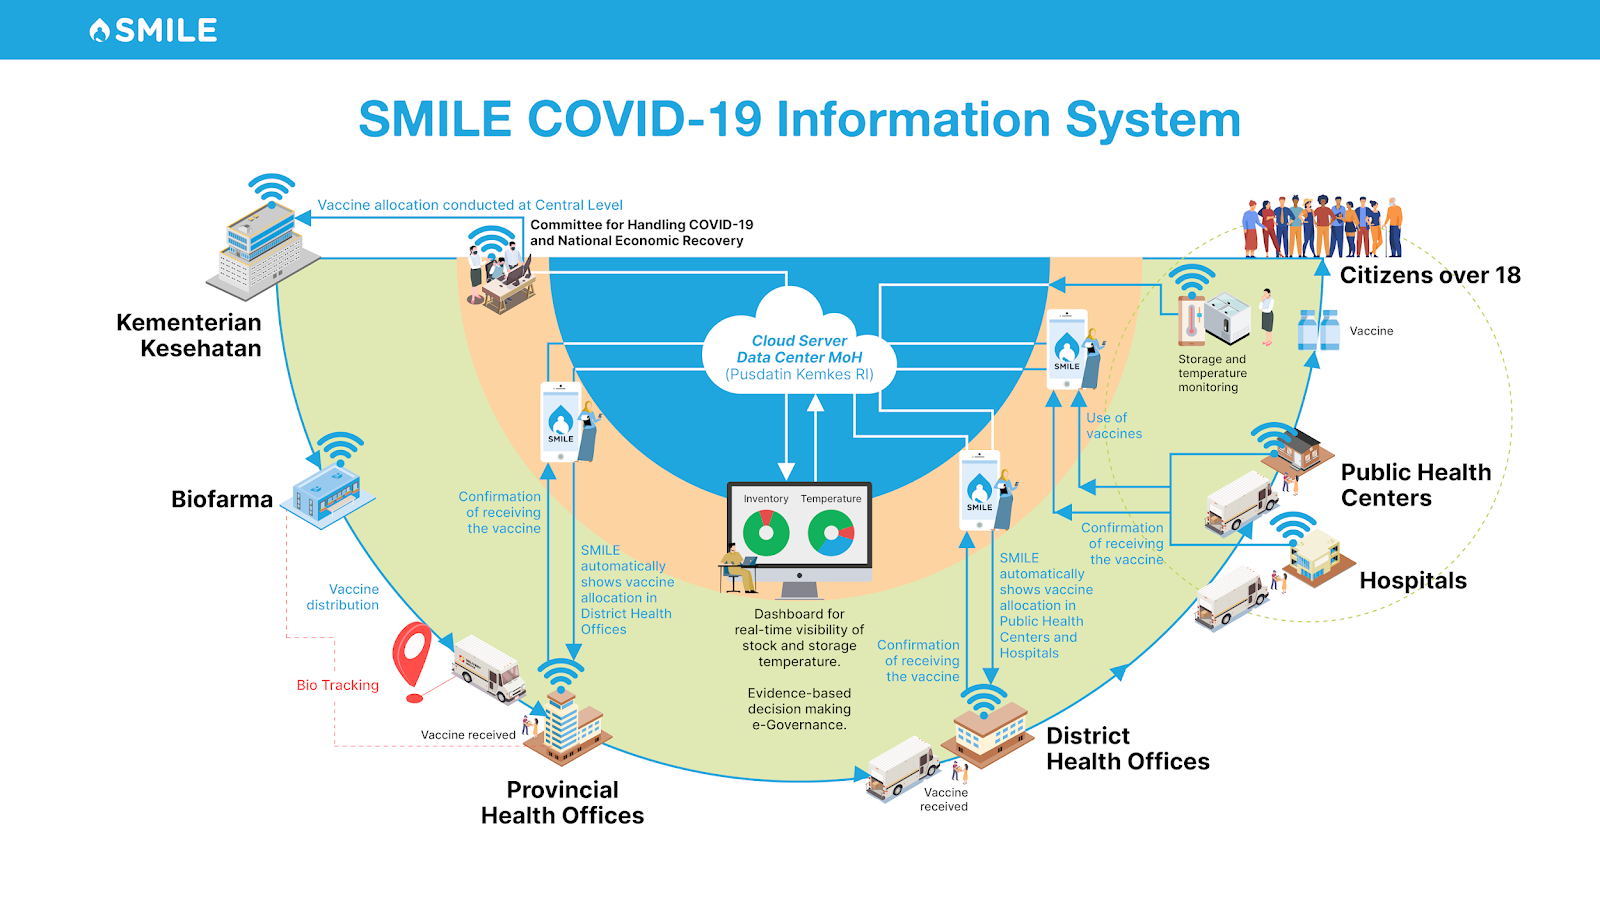 SMILE
SMILE COVID-19 Information System
Vaccine allocation conducted at Central Level
Committee for Handling COVID-19
and National Economic Recovery
Kementerian
Kesehatan
Citizens over 18
Vaccine
Storage and
temperature
monitoring
Cloud Server
Data Center MoH
(Pusdatin Kemkes RI)
SMILE
SMILE
SMILE
Use of
vaccines
Public Health
Centers
Confirmation
of receiving
the vaccine
Hospitals
Biofarma
Confirmation
of receiving
the vaccine
Inventory
Temperature
SMILE
automatically
shows vaccine
allocation in
District Health
Offices
SMILE
automatically
shows vaccine
allocation in
Public Health
Centers and
Hospitals
Vaccine
distribution
Dashboard for
real-time visibility of
stock and storage
temperature.
Evidence-based
decision making
e-Governance.
Confirmation
of receiving
the vaccine
Bio Tracking
Vaccine received
Provincial
Health Offices
District
Health Offices
Vaccine
received